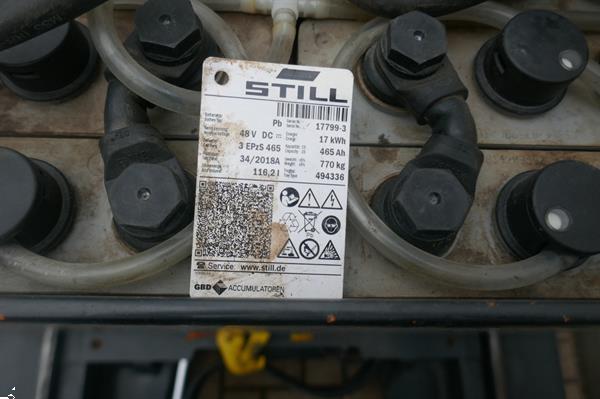 STILL
Pb
17799-3
48 V DC
17 kWh
3 EPzS 465
465 Ah
34/2018A
770 kg
116,2 l
494336
Service: www.still.de
GBD ACCUMULATOREN